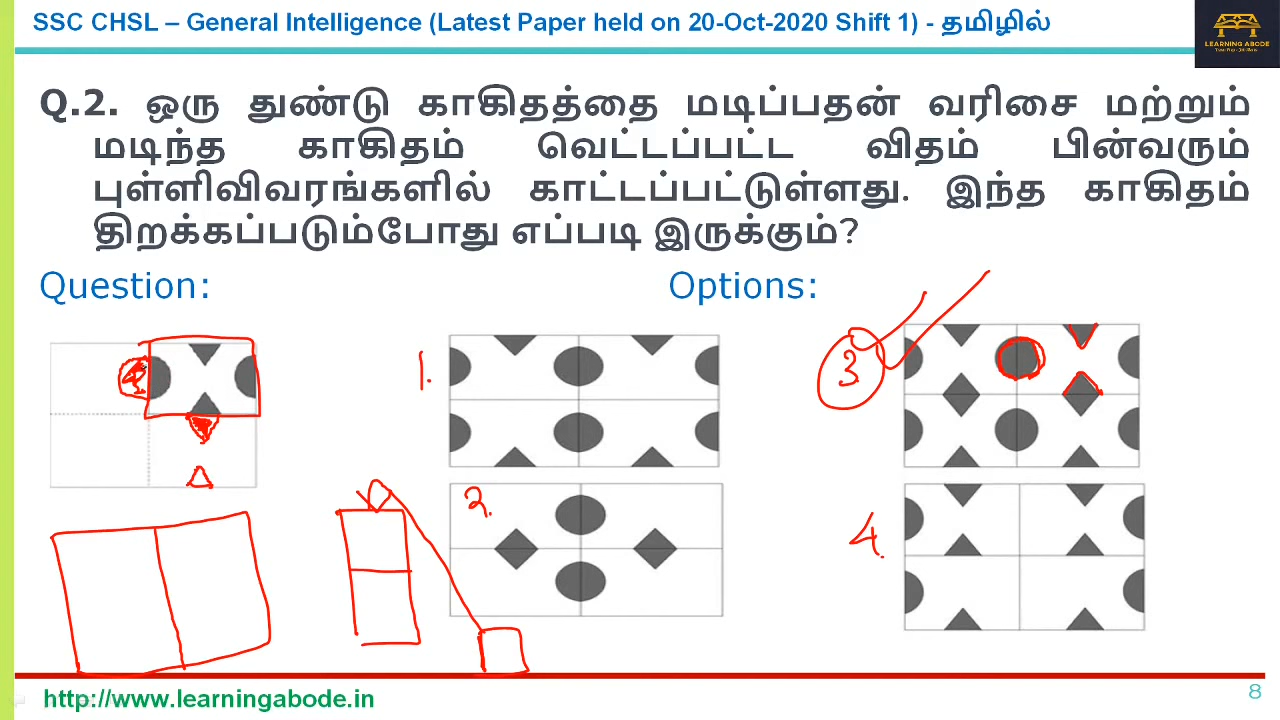 SSC CHSL – General Intelligence (Latest Paper held on 20-Oct-2020 Shift 1) - தமிழில்
LEARNING ABODE
Q.2. ஒரு துண்டு காகிதத்தை மடிப்பதன் வரிசை மற்றும்
மடிந்த காகிதம் வெட்டப்பட்ட விதம் பின்வரும்
புள்ளிவிவரங்களில் காட்டப்பட்டுள்ளது. இந்த காகிதம்
திறக்கப்படும்போது எப்படி இருக்கும்?
Question:
Options:
1.
3
2.
4.
http://www.learningabode.in
8